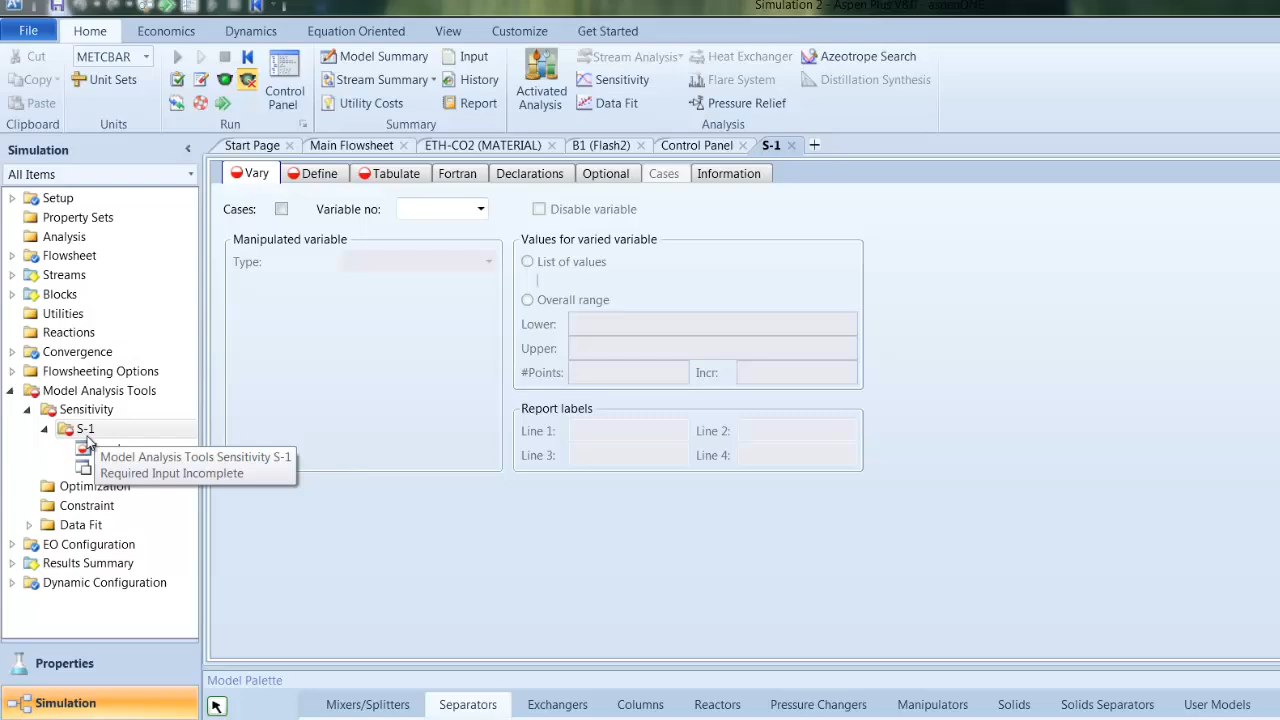 Simulation 2 - Aspen Plus V8.0 - aspenONE
File Home Economics Dynamics Equation Oriented View Customize Get Started
Cut METCBAR Model Summary Input Stream Analysis Heat Exchanger Azeotrope Search
Copy Unit Sets Stream Summary History Sensitivity Flare System Distillation Synthesis
Paste Control Panel Utility Costs Report Activated Analysis Data Fit Pressure Relief
Clipboard Units Run Summary Analysis
Simulation Start Page Main Flowsheet ETH-CO2 (MATERIAL) B1 (Flash2) Control Panel S-1
All Items Vary Define Tabulate Fortran Declarations Optional Cases Information
Setup
Property Sets
Analysis
Flowsheet
Streams
Blocks
Utilities
Reactions
Convergence
Flowsheeting Options
Model Analysis Tools
Sensitivity
S-1
Model Analysis Tools Sensitivity S-1
Required Input Incomplete
Optimization
Constraint
Data Fit
EO Configuration
Results Summary
Dynamic Configuration
Properties
Simulation
Cases: Variable no: Disable variable
Manipulated variable
Type:
Values for varied variable
List of values
Overall range
Lower:
Upper:
#Points: Incr:
Report labels
Line 1: Line 2:
Line 3: Line 4:
Model Palette
Mixers/Splitters Separators Exchangers Columns Reactors Pressure Changers Manipulators Solids Solids Separators User Models